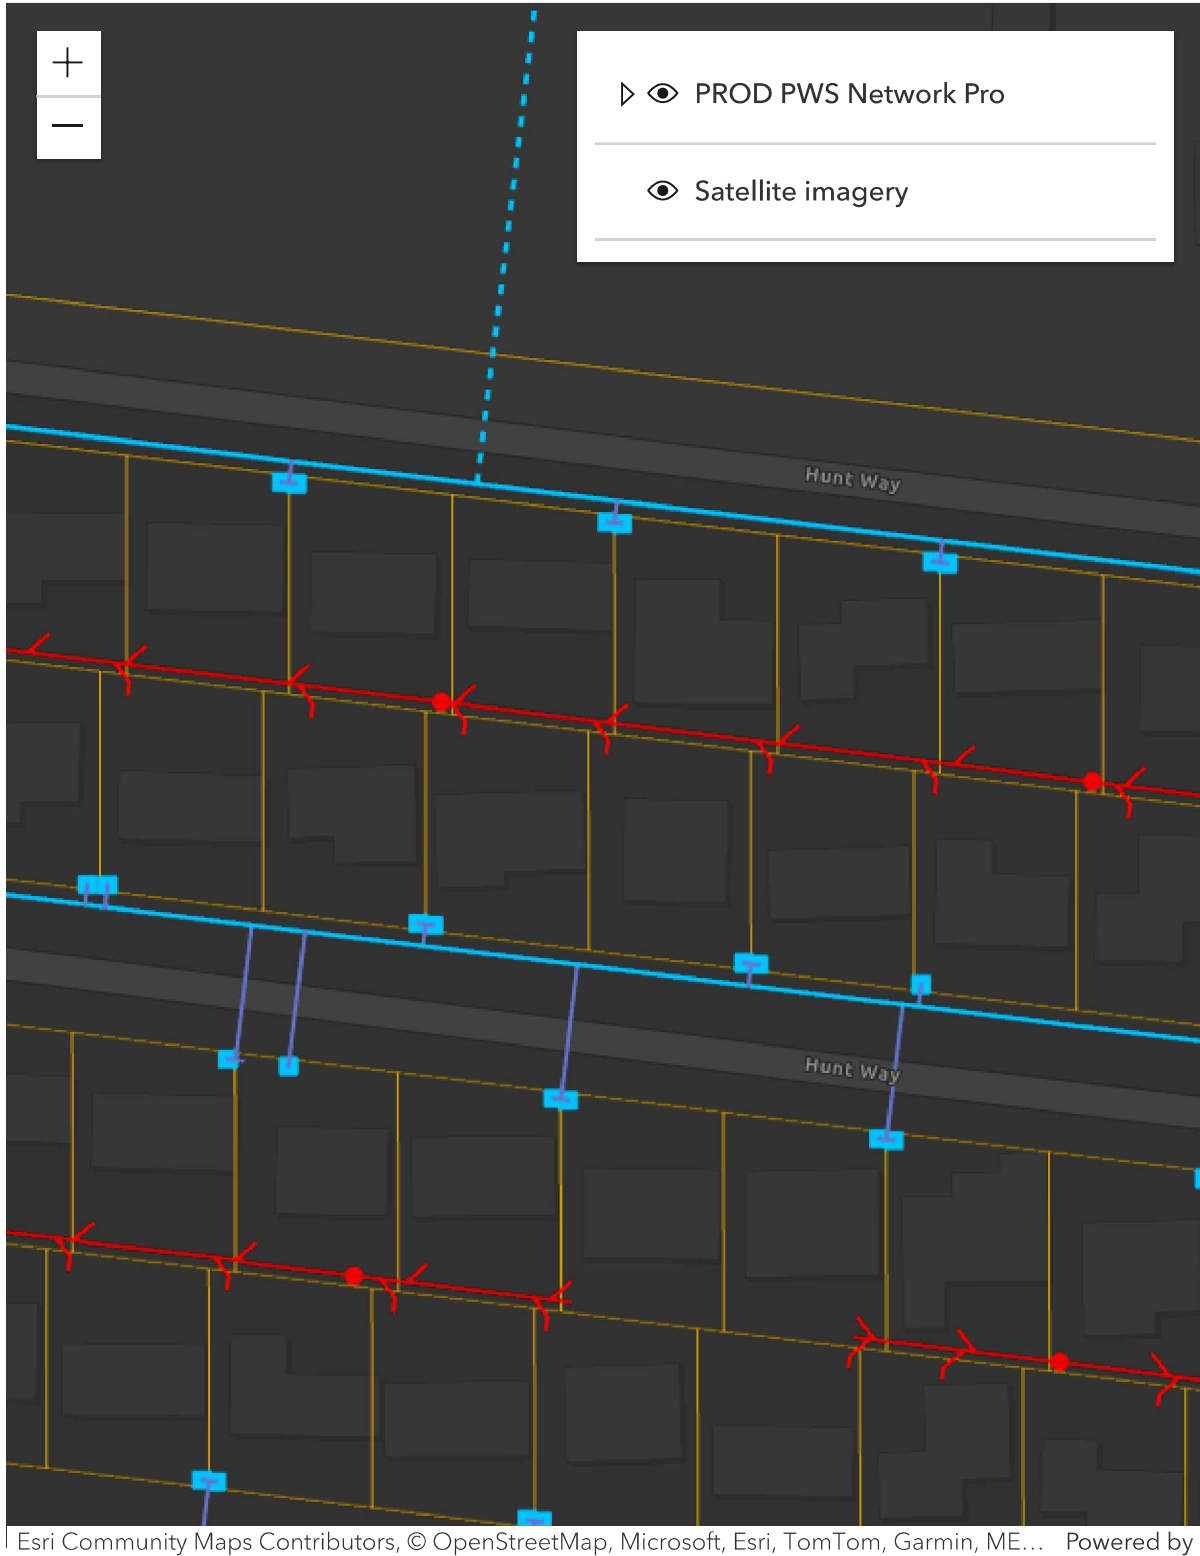 PROD PWS Network Pro
Satellite imagery
Hunt Way
Hunt Way
Esri Community Maps Contributors, © OpenStreetMap, Microsoft, Esri, TomTom, Garmin, ME... Powered by